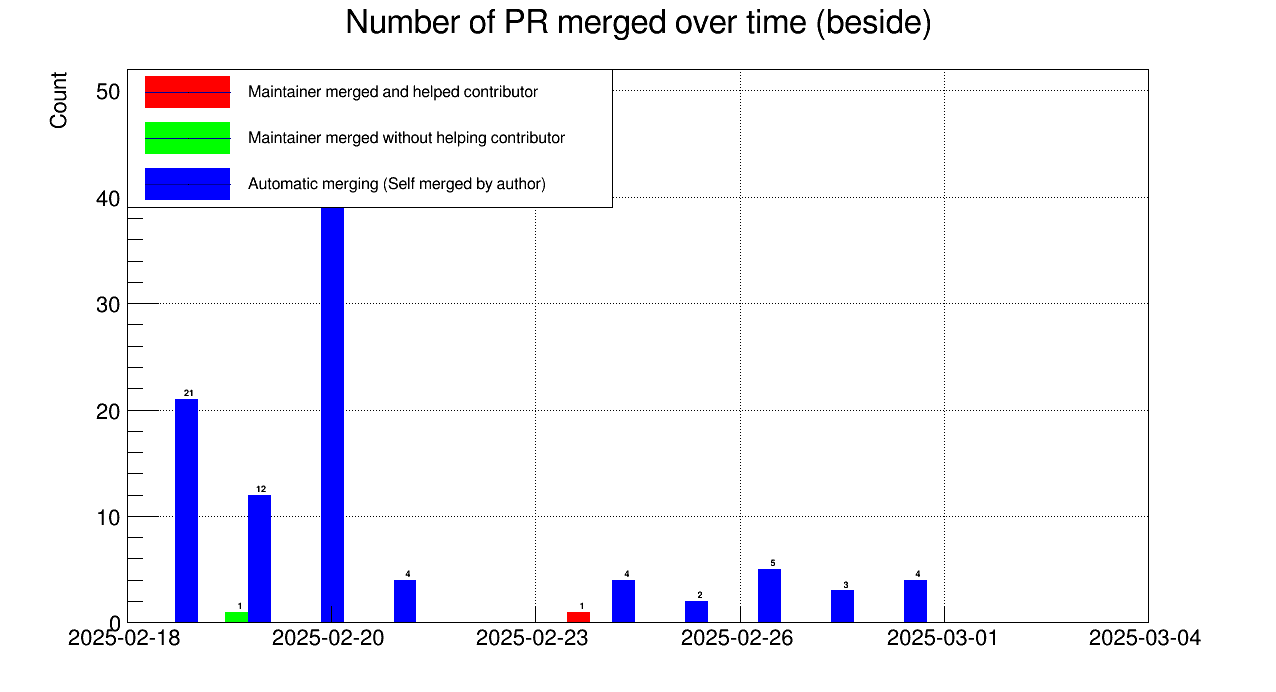 Number of PR merged over time (beside)
Count
50
40
30
20
10
0
Maintainer merged and helped contributor
Maintainer merged without helping contributor
Automatic merging (Self merged by author)
21
1
12
4
1
4
2
5
3
4
2025-02-18 2025-02-20 2025-02-23 2025-02-26 2025-03-01 2025-03-04